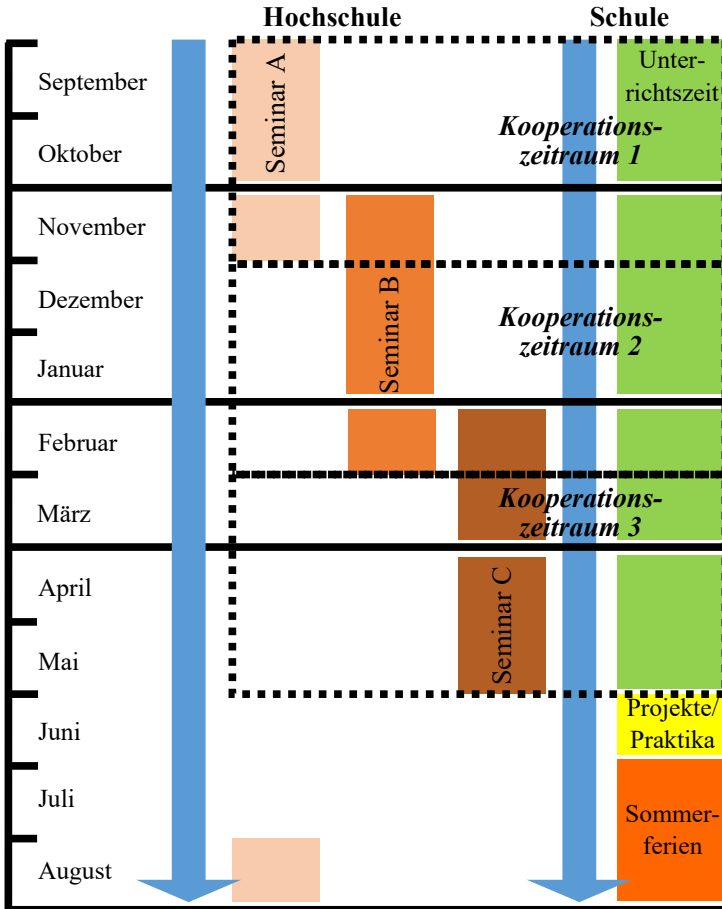 Hochschule
Schule
September
Oktober
November
Dezember
Januar
Februar
März
April
Mai
Juni
Juli
August
Seminar A
Seminar B
Seminar C
Kooperations-
zeitraum 1
Kooperations-
zeitraum 2
Kooperations-
zeitraum 3
Unter-
richtszeit
Projekte/
Praktika
Sommer-
ferien